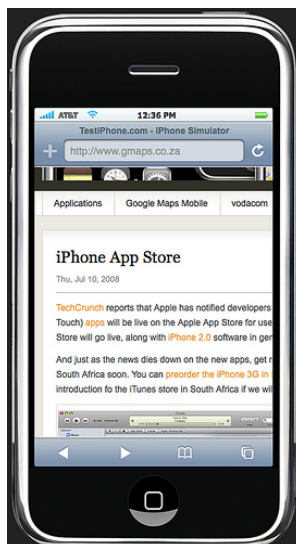 AT&T 12:36 PM
TestiPhone.com - iPhone Simulator
http://www.gmaps.co.za
Applications Google Maps Mobile vodacom
iPhone App Store
Thu, Jul 10, 2008
TechCrunch reports that Apple has notified developers
Touch) apps will be live on the Apple App Store for use
Store will go live, along with iPhone 2.0 software in gen
And just as the news dies down on the new apps, get r
South Africa soon. You can preorder the iPhone 3G in S
introduction fo the iTunes store in South Africa if we wil